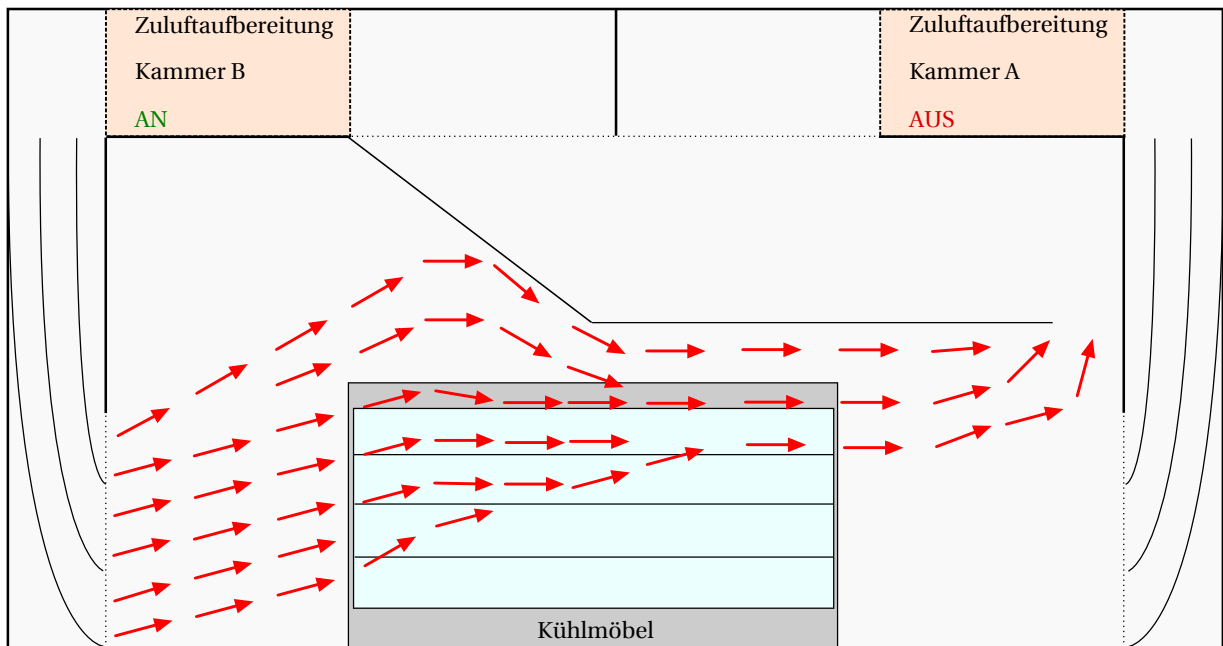 Zuluftaufbereitung
Kammer B
AN
Zuluftaufbereitung
Kammer A
AUS
Kühlmöbel